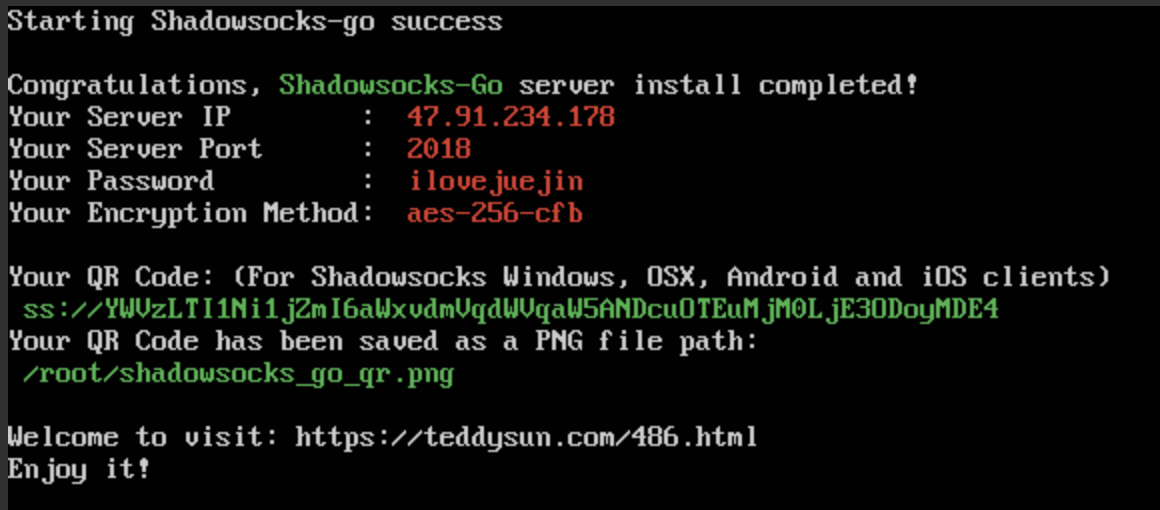 Starting Shadowsocks-go success
Congratulations, Shadowsocks-Go server install completed!
Your Server IP : 47.91.234.178
Your Server Port : 2018
Your Password : ilovejuejin
Your Encryption Method: aes-256-cfb
Your QR Code: (For Shadowsocks Windows, OSX, Android and iOS clients)
ss://YWVzLTI1Ni1jZmI6aWxvdmVqdWVqaW5ANDcuOTEuMjM0LjE3ODoyMDE4
Your QR Code has been saved as a PNG file path:
/root/shadowsocks_go_qr.png
Welcome to visit: https://teddysun.com/486.html
Enjoy it!